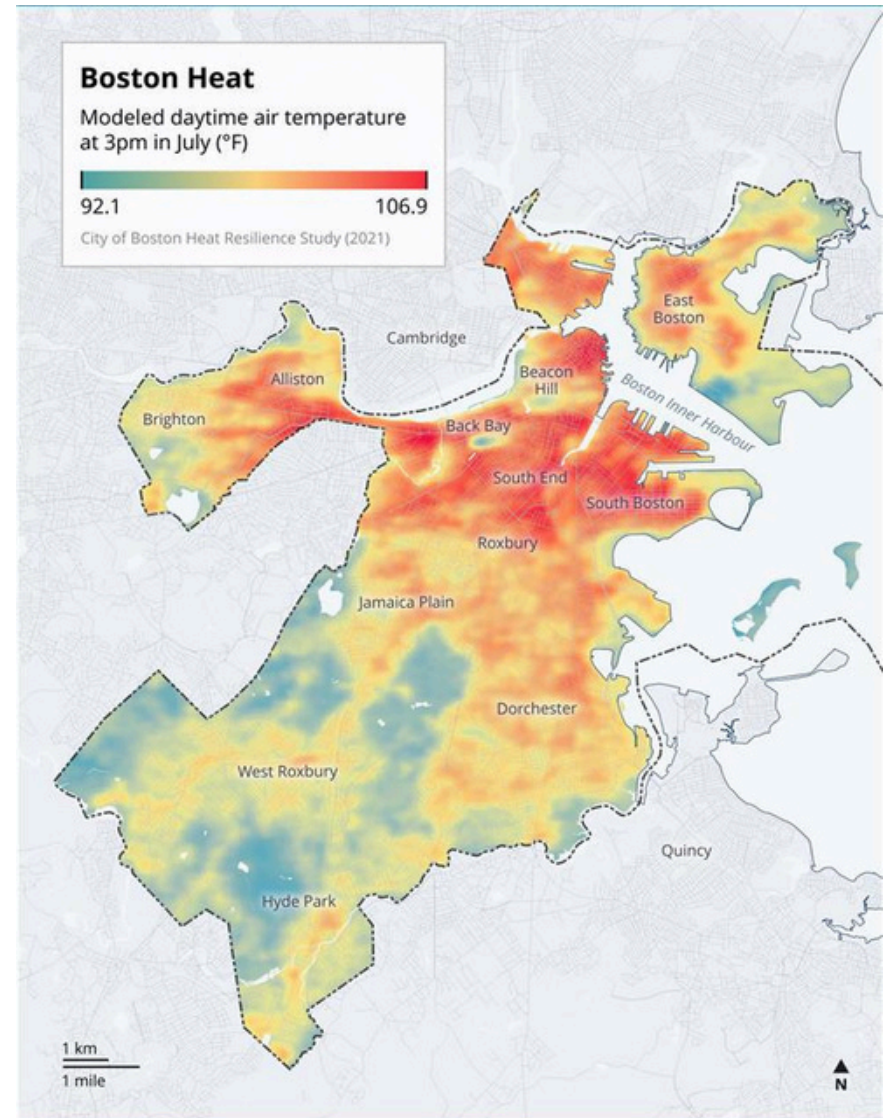 Boston Heat
Modeled daytime air temperature
at 3pm in July (°F)
92.1 106.9
City of Boston Heat Resilience Study (2021)
East
Boston
Cambridge
Beacon
Hill
Alliston
Boston Inner Harbour
Brighton
Back Bay
South End
South Boston
Roxbury
Jamaica Plain
Dorchester
West Roxbury
Quincy
Hyde Park
1 km
1 mile
N